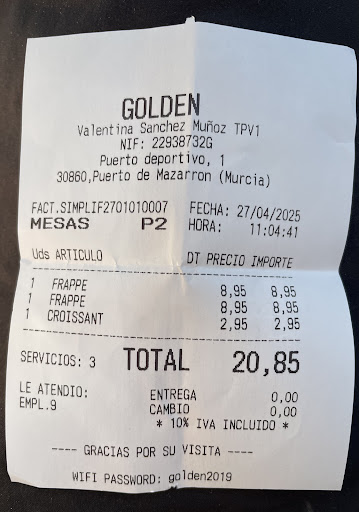 GOLDEN
Valentina Sanchez Muñoz TPV1
NIF: 22938732G
Puerto deportivo, 1
30860,Puerto de Mazarron (Murcia)
FACT.SIMPLIF2701010007 FECHA: 27/04/2025
MESAS P2 HORA: 11:04:41
Uds ARTICULO DT PRECIO IMPORTE
1 FRAPPE 8,95 8,95
1 FRAPPE 8,95 8,95
1 CROISSANT 2,95 2,95
SERVICIOS: 3 TOTAL 20,85
LE ATENDIO: ENTREGA 0,00
EMPL.9 CAMBIO 0,00
* 10% IVA INCLUIDO *
---- GRACIAS POR SU VISITA ----
WIFI PASSWORD: golden2019